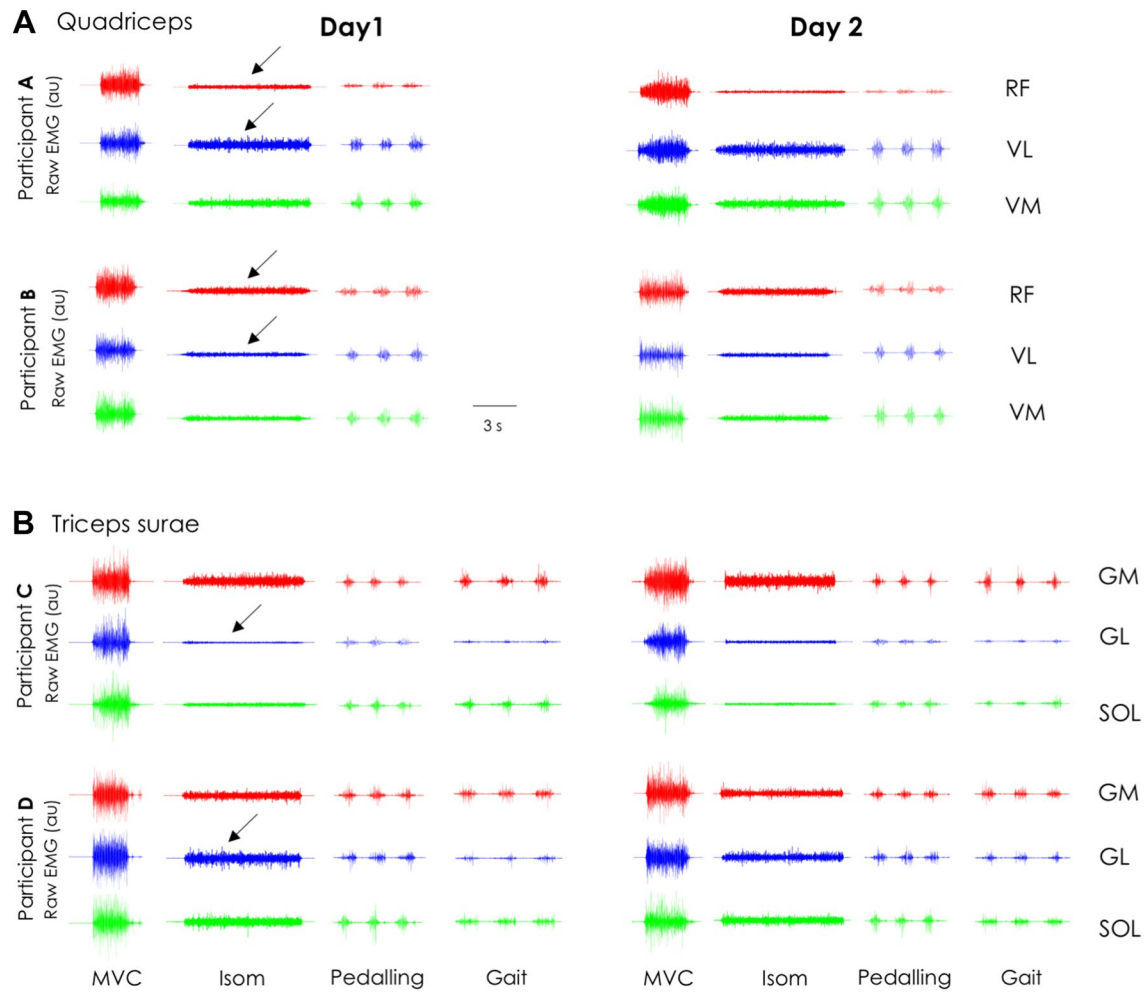 A Quadriceps
Day1
Day 2
Participant A
Raw EMG (au)
RF
VL
VM
Participant B
Raw EMG (au)
RF
VL
VM
3 s
B Triceps surae
Participant C
Raw EMG (au)
GM
GL
SOL
Participant D
Raw EMG (au)
GM
GL
SOL
MVC Isom Pedalling Gait MVC Isom Pedalling Gait